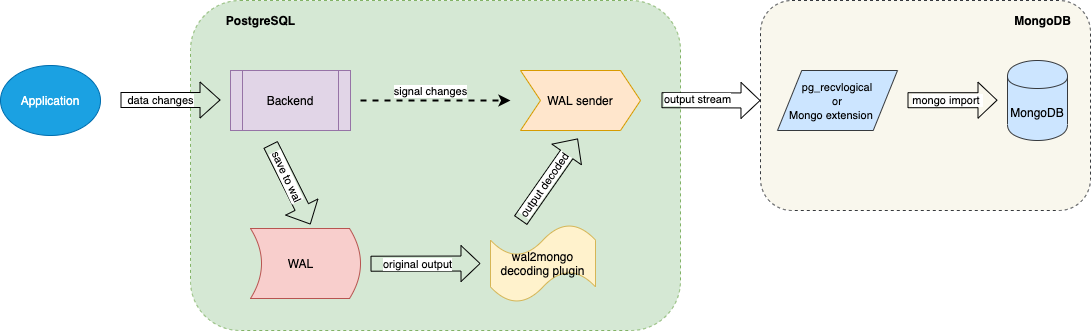 PostgreSQL
MongoDB
Application
data changes
Backend
signal changes
WAL sender
output stream
pg_recvlogical
or
Mongo extension
mongo import
MongoDB
save to wal
output decoded
WAL
original output
wal2mongo
decoding plugin